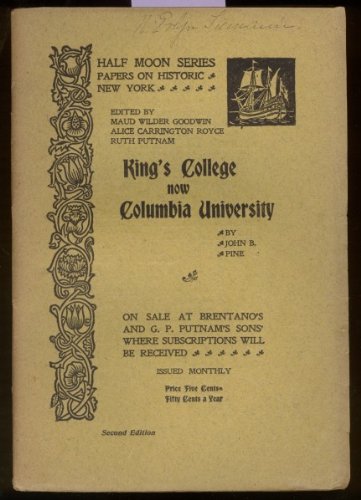 HALF MOON SERIES
PAPERS ON HISTORIC
NEW YORK
EDITED BY
MAUD WILDER GOODWIN
ALICE CARRINGTON ROYCE
RUTH PUTNAM
King's College
now
Columbia University
BY
JOHN B.
PINE
ON SALE AT BRENTANO'S
AND G. P. PUTNAM'S SONS'
WHERE SUBSCRIPTIONS WILL
BE RECEIVED
ISSUED MONTHLY
Price Five Cents
Fifty Cents a Year
Second Edition